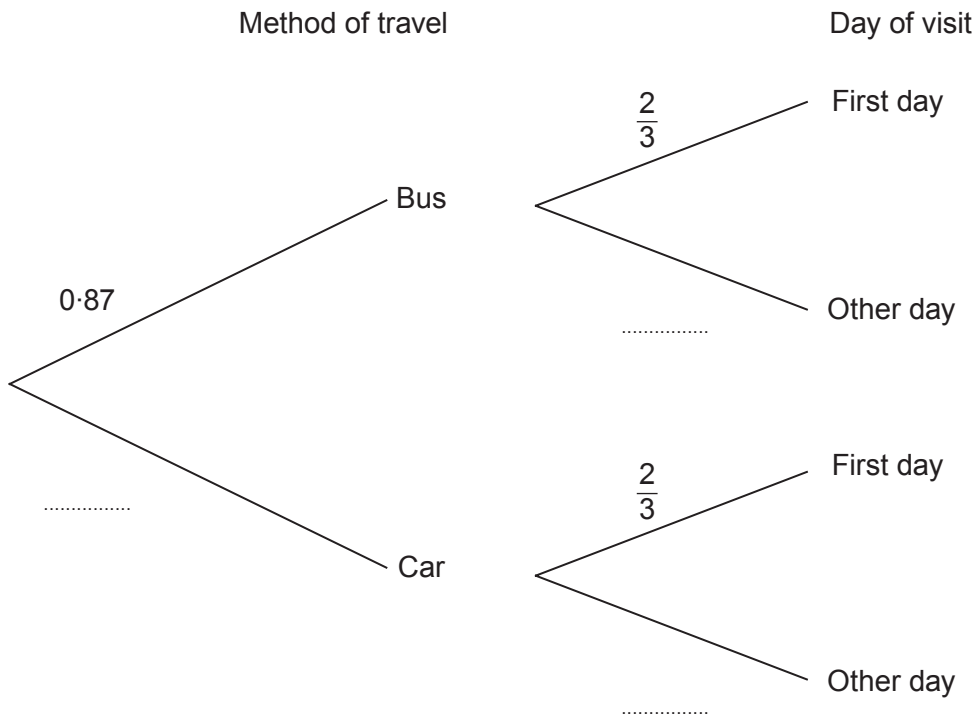 Method of travel
Day of visit
2/3
First day
Bus
0·87
Other day
................
2/3
First day
................
Car
Other day
................